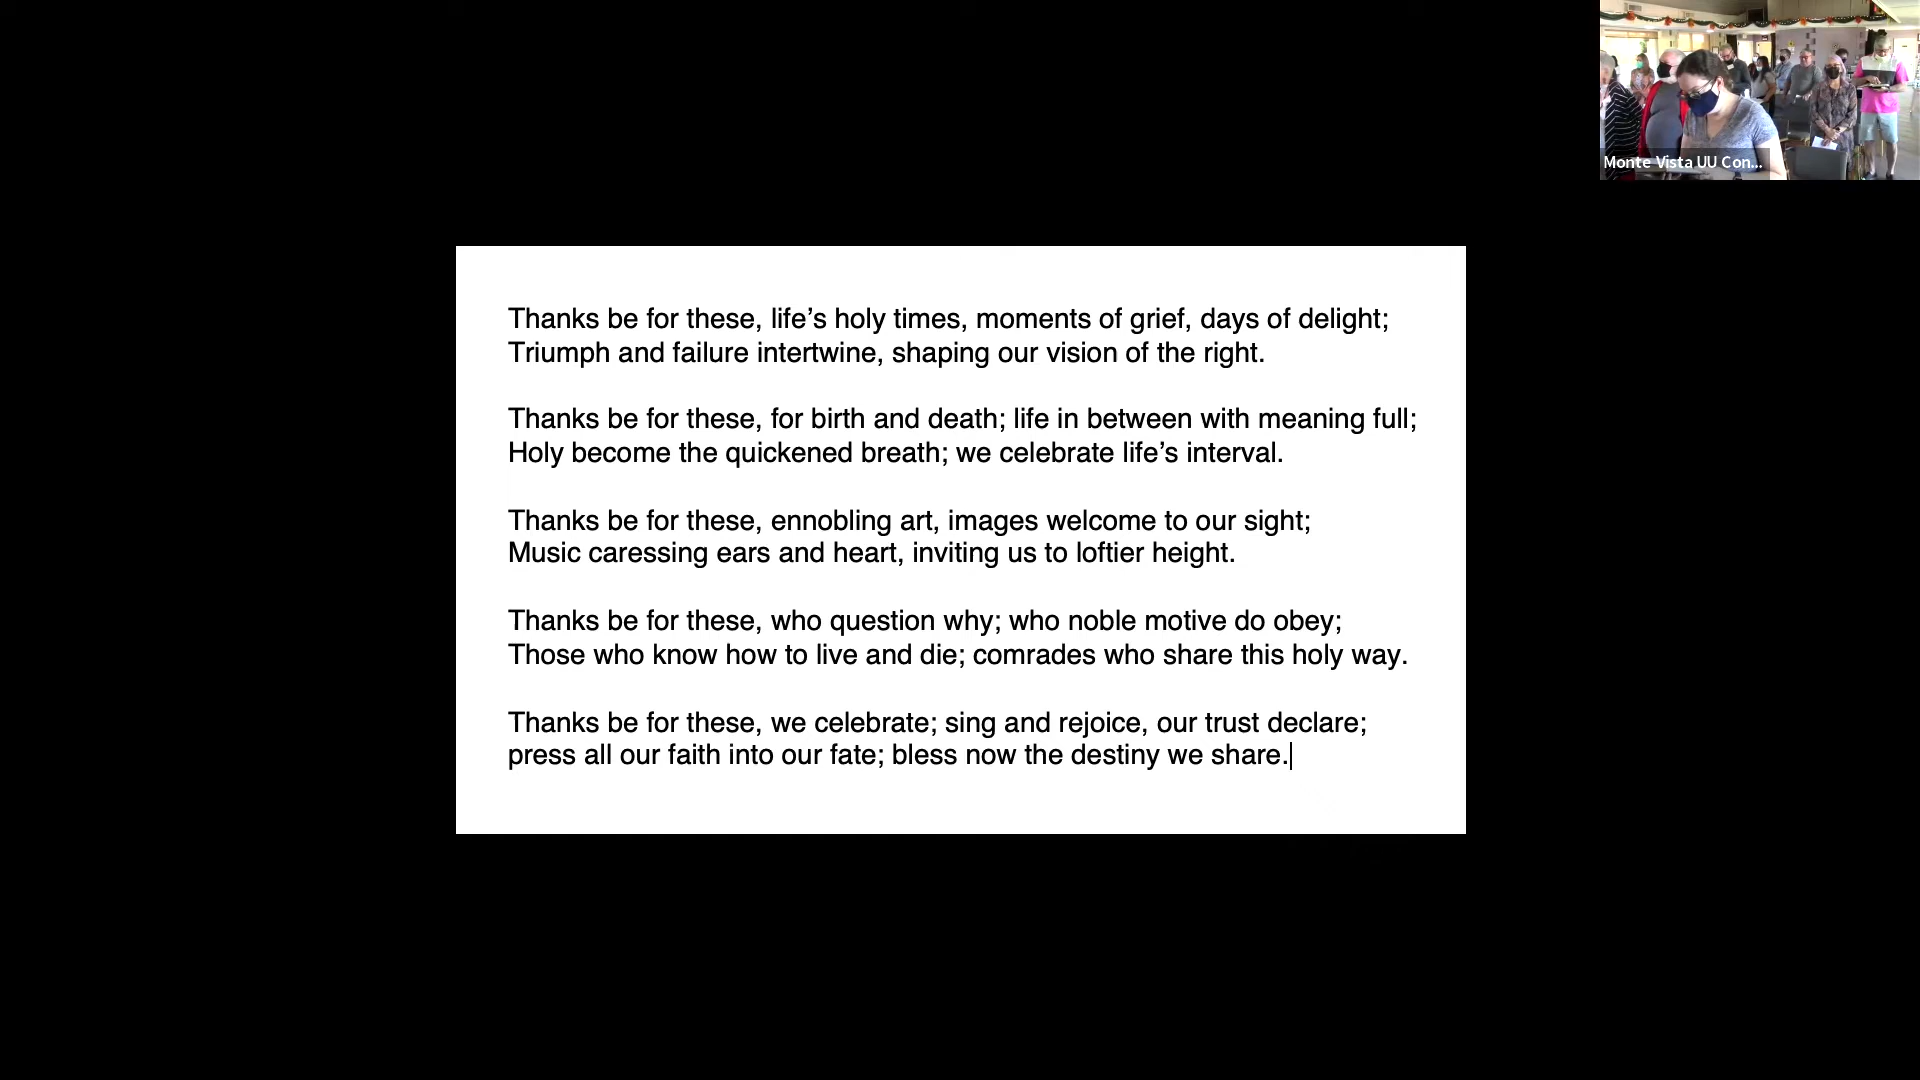 Monte Vista UU Con...
Thanks be for these, life’s holy times, moments of grief, days of delight;
Triumph and failure intertwine, shaping our vision of the right.
Thanks be for these, for birth and death; life in between with meaning full;
Holy become the quickened breath; we celebrate life’s interval.
Thanks be for these, ennobling art, images welcome to our sight;
Music caressing ears and heart, inviting us to loftier height.
Thanks be for these, who question why; who noble motive do obey;
Those who know how to live and die; comrades who share this holy way.
Thanks be for these, we celebrate; sing and rejoice, our trust declare;
press all our faith into our fate; bless now the destiny we share.